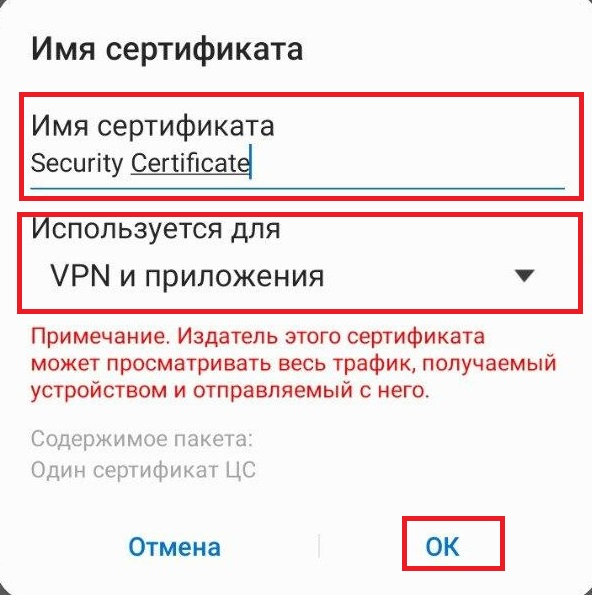 Имя сертификата
Имя сертификата
Security Certificate
Используется для
VPN и приложения
Примечание. Издатель этого сертификата
может просматривать весь трафик, получаемый
устройством и отправляемый с него.
Содержимое пакета:
Один сертификат ЦС
Отмена
ОК